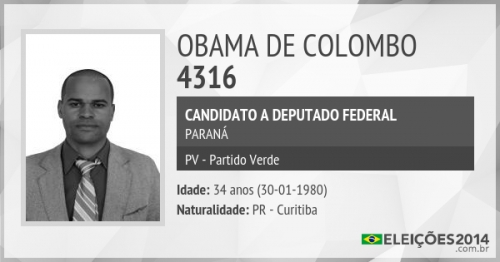 OBAMA DE COLOMBO
4316
CANDIDATO A DEPUTADO FEDERAL
PARANÁ
PV - Partido Verde
Idade: 34 anos (30-01-1980)
Naturalidade: PR - Curitiba
ELEIÇÕES2014
.com.br